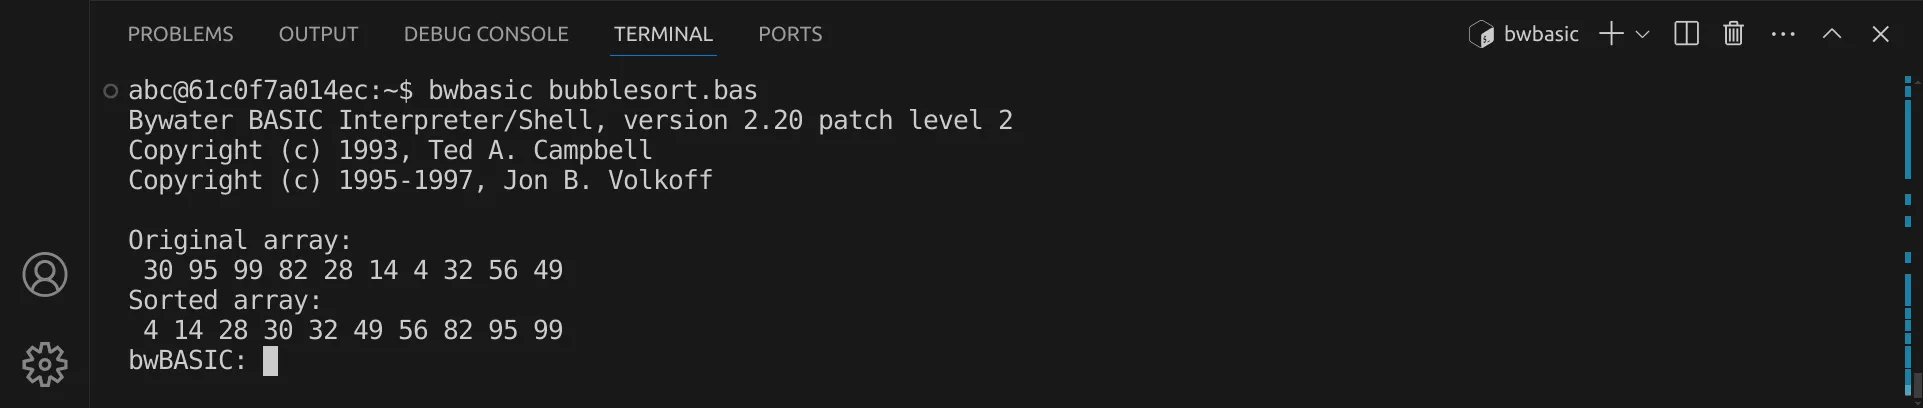 PROBLEMS OUTPUT DEBUG CONSOLE TERMINAL PORTS bwbasic
abc@61c0f7a014ec:~$ bwbasic bubblesort.bas
Bywater BASIC Interpreter/Shell, version 2.20 patch level 2
Copyright (c) 1993, Ted A. Campbell
Copyright (c) 1995-1997, Jon B. Volkoff
Original array:
30 95 99 82 28 14 4 32 56 49
Sorted array:
4 14 28 30 32 49 56 82 95 99
bwBASIC: